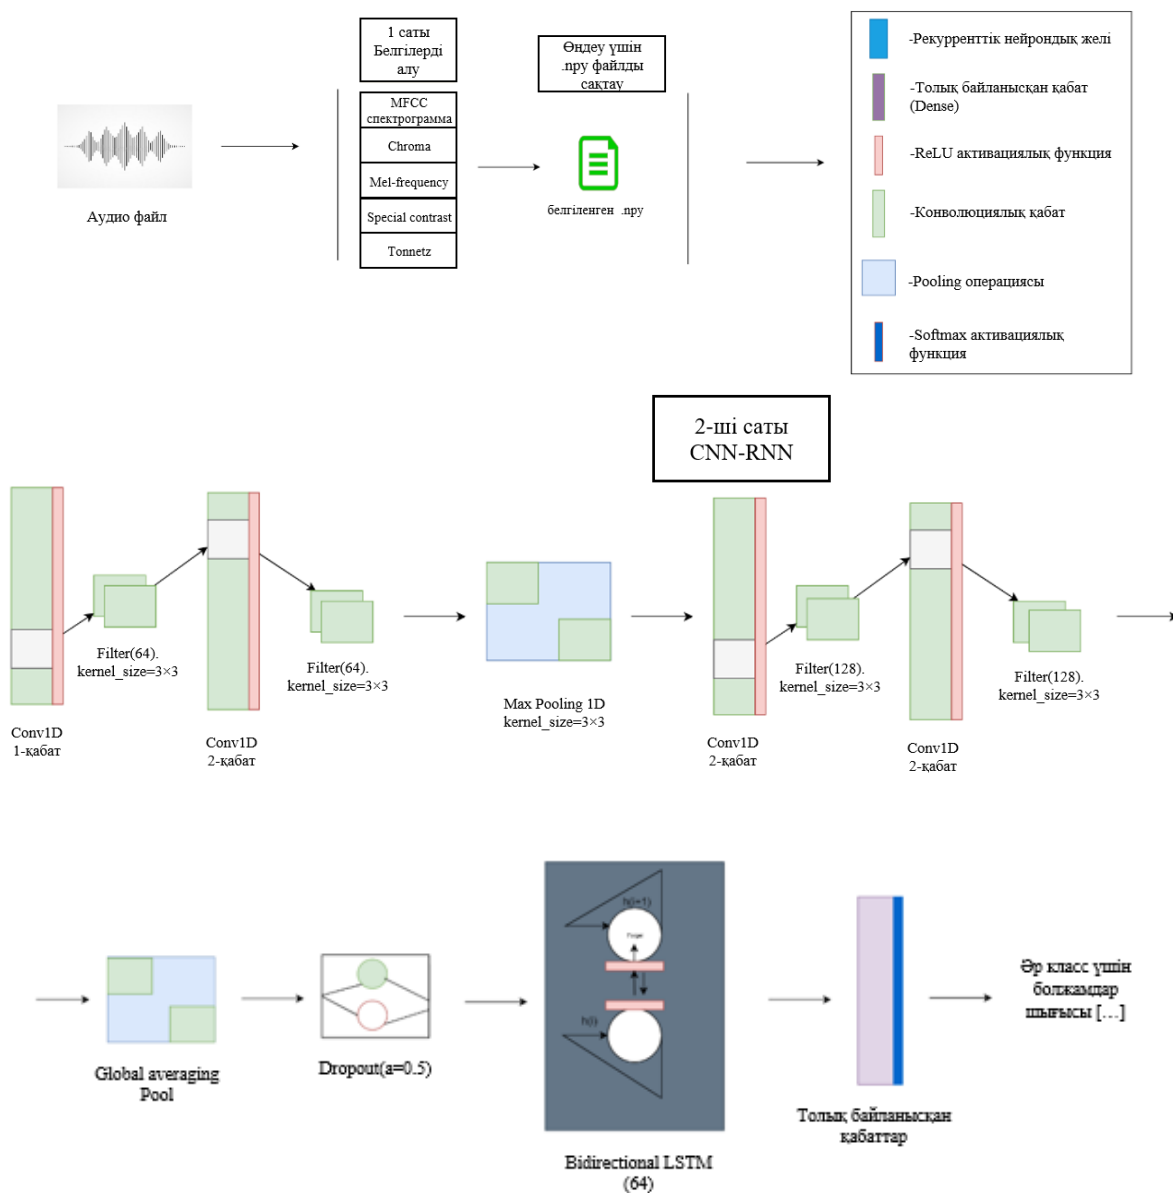 1 саты
Белгілерді
алу
Өңдеу үшін
.npy файлды
сақтау
MFCC
спектрограмма
Chroma
Mel-frequency
Special contrast
Tonnetz
Аудио файл
белгіленген .npy
-Рекурренттік нейрондық желі
-Толық байланысқан қабат
(Dense)
-ReLU активациялық функция
-Конволюциялық қабат
-Pooling операциясы
-Softmax активациялық
функция
2-ші саты
CNN-RNN
Filter(64).
kernel_size=3×3
Conv1D
1-қабат
Filter(64).
kernel_size=3×3
Conv1D
2-қабат
Max Pooling 1D
kernel_size=3×3
Filter(128).
kernel_size=3×3
Conv1D
2-қабат
Filter(128).
kernel_size=3×3
Conv1D
2-қабат
Global averaging
Pool
Dropout(a=0.5)
h(i+1)
h(i)
Bidirectional LSTM
(64)
Толық байланысқан
қабаттар
Әр класс үшін
болжамдар
шығысы [...]